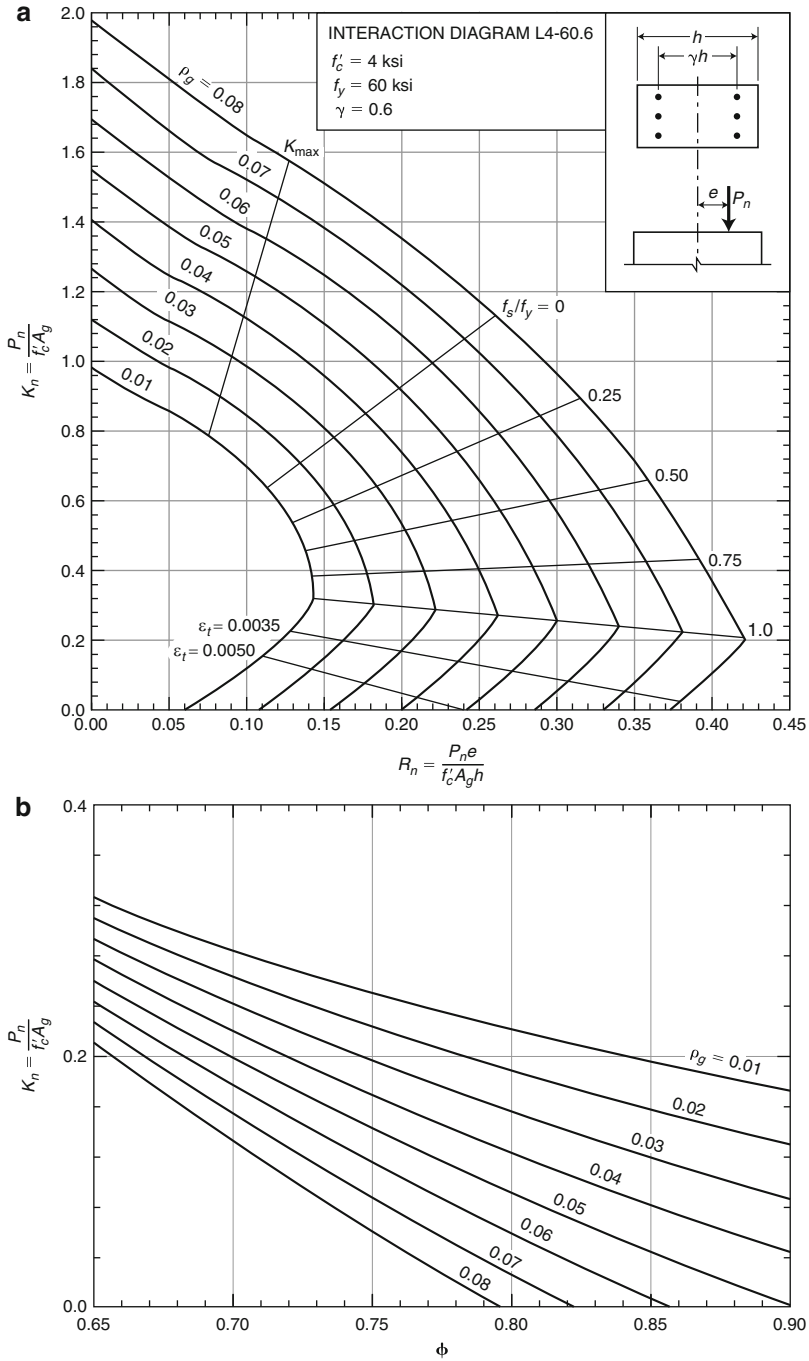 a
INTERACTION DIAGRAM L4-60.6
f′c = 4 ksi
fy = 60 ksi
γ = 0.6
h
γh
e
Pn
2.0
1.8
1.6
1.4
1.2
1.0
0.8
0.6
0.4
0.2
0.0
Kn = Pn / f′cAg
ρg = 0.08
0.07
0.06
0.05
0.04
0.03
0.02
0.01
Kmax
fs/fy = 0
0.25
0.50
0.75
1.0
εt = 0.0035
εt = 0.0050
0.00 0.05 0.10 0.15 0.20 0.25 0.30 0.35 0.40 0.45
Rn = Pne / f′cAgh
b
0.4
0.2
0.0
Kn = Pn / f′cAg
ρg = 0.01
0.02
0.03
0.04
0.05
0.06
0.07
0.08
0.65 0.70 0.75 0.80 0.85 0.90
ϕ